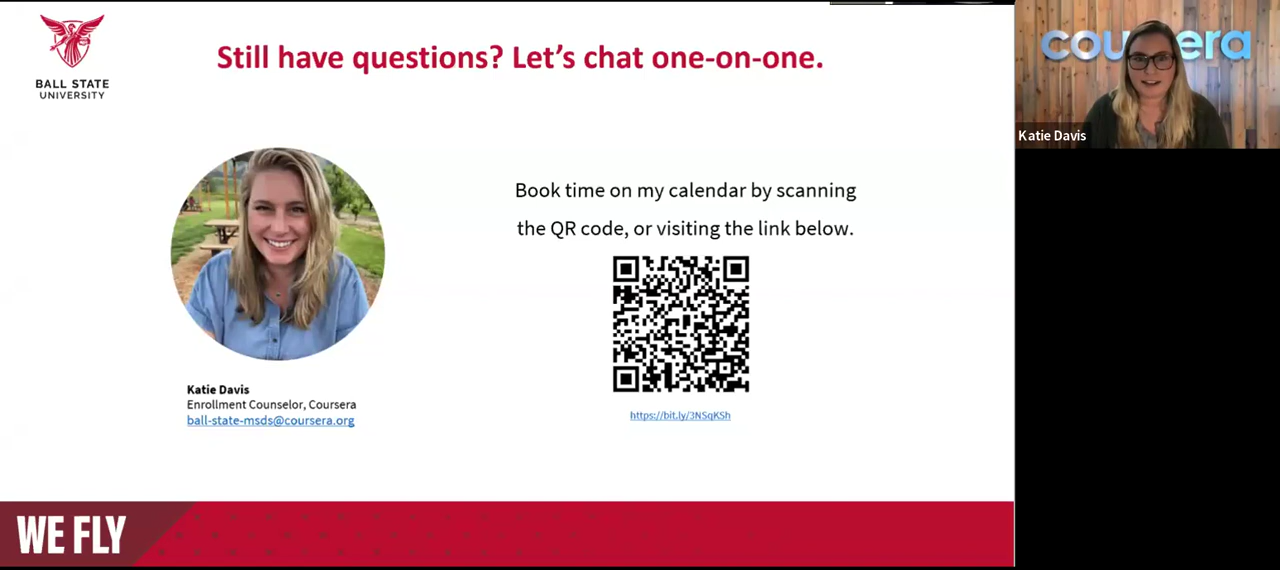 BALL STATE
UNIVERSITY
Still have questions? Let's chat one-on-one.
coursera
Katie Davis
Book time on my calendar by scanning
the QR code, or visiting the link below.
Katie Davis
Enrollment Counselor, Coursera
ball-state-msds@coursera.org
https://bit.ly/3NSqKSh
WE FLY